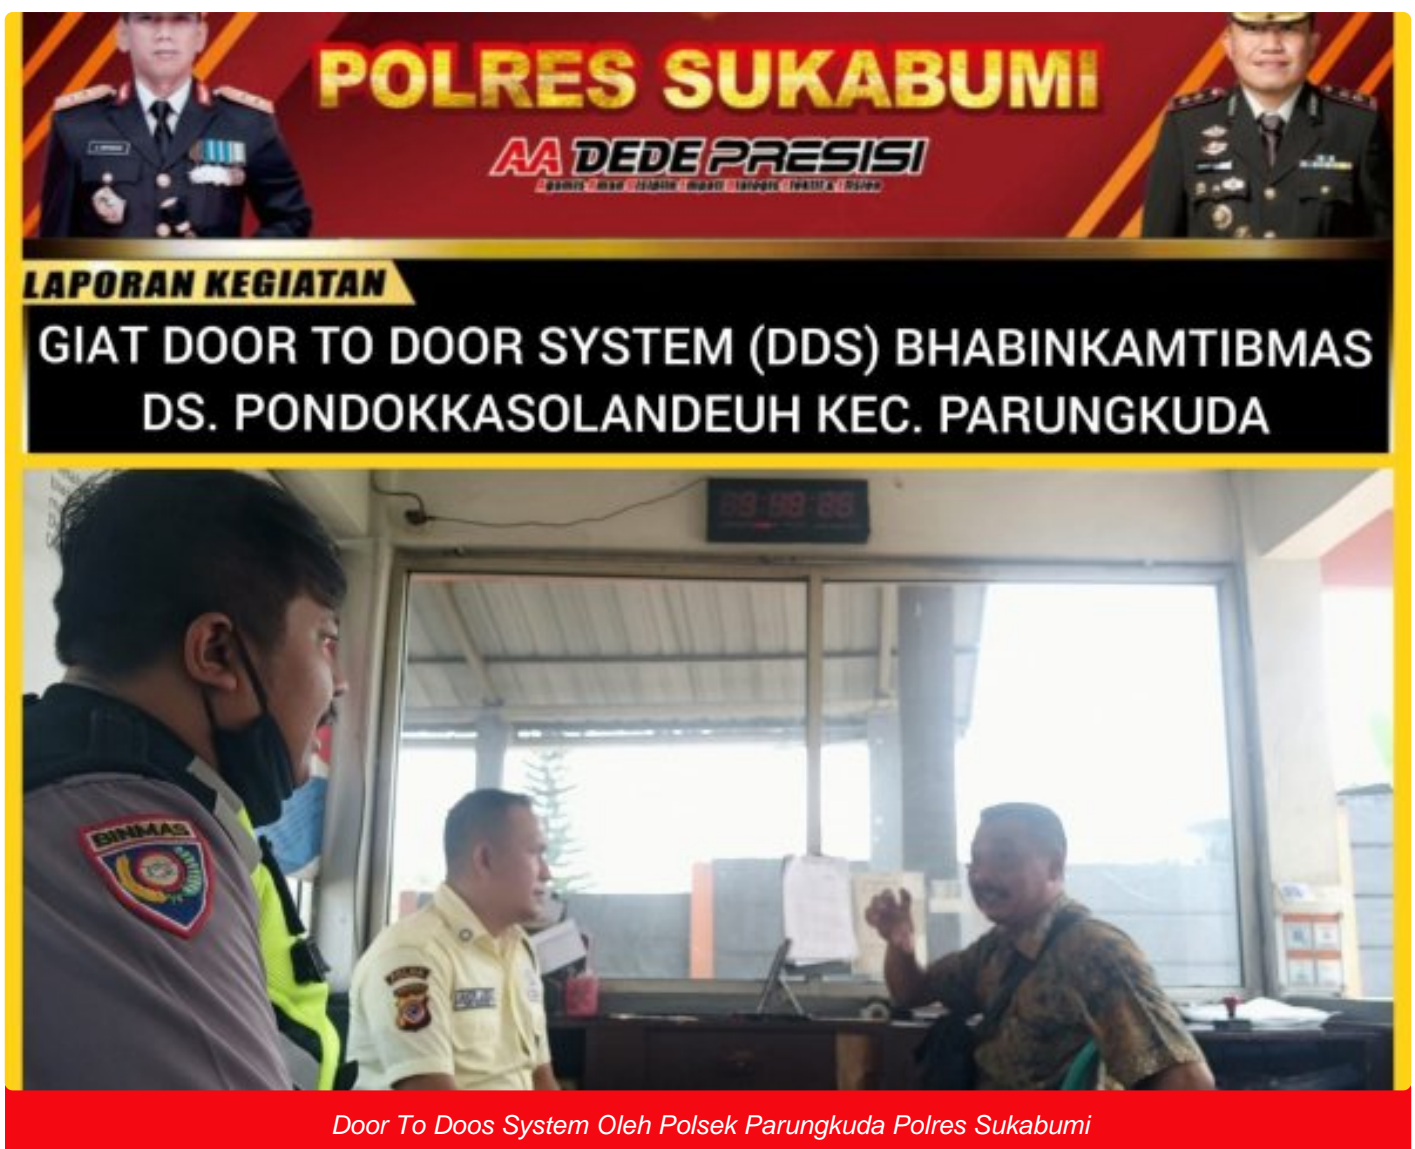 POLRES SUKABUMI
AA DEDE PRESISI
LAPORAN KEGIATAN
GIAT DOOR TO DOOR SYSTEM (DDS) BHABINKAMTIBMAS
DS. PONDOKKASOLANDEUH KEC. PARUNGKUDA
BINMAS
Door To Doos System Oleh Polsek Parungkuda Polres Sukabumi